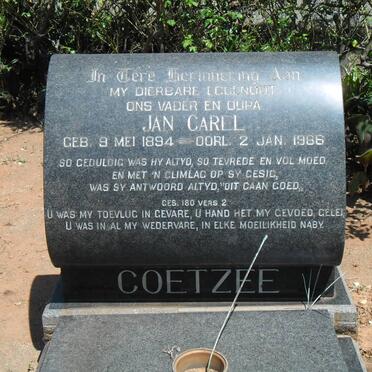 In Tere Herinnering Aan
MY DIERBARE EGGENOOT
ONS VADER EN OUPA
JAN CAREL
GEB. 9 MEI 1894 — OORL. 2 JAN. 1986
SO GEDULDIG WAS HY ALTYD, SO TEVREDE EN VOL MOED
EN MET 'N GLIMLAG OP SY GESIG,
WAS SY ANTWOORD ALTYD, "DIT GAAN GOED"
GES. 180 VERS 2
U WAS MY TOEVLUG IN GEVARE, U HAND HET MY GEVOED, GELEI
U WAS IN AL MY WEDERVARE, IN ELKE MOEILIKHEID NABY.
COETZEE